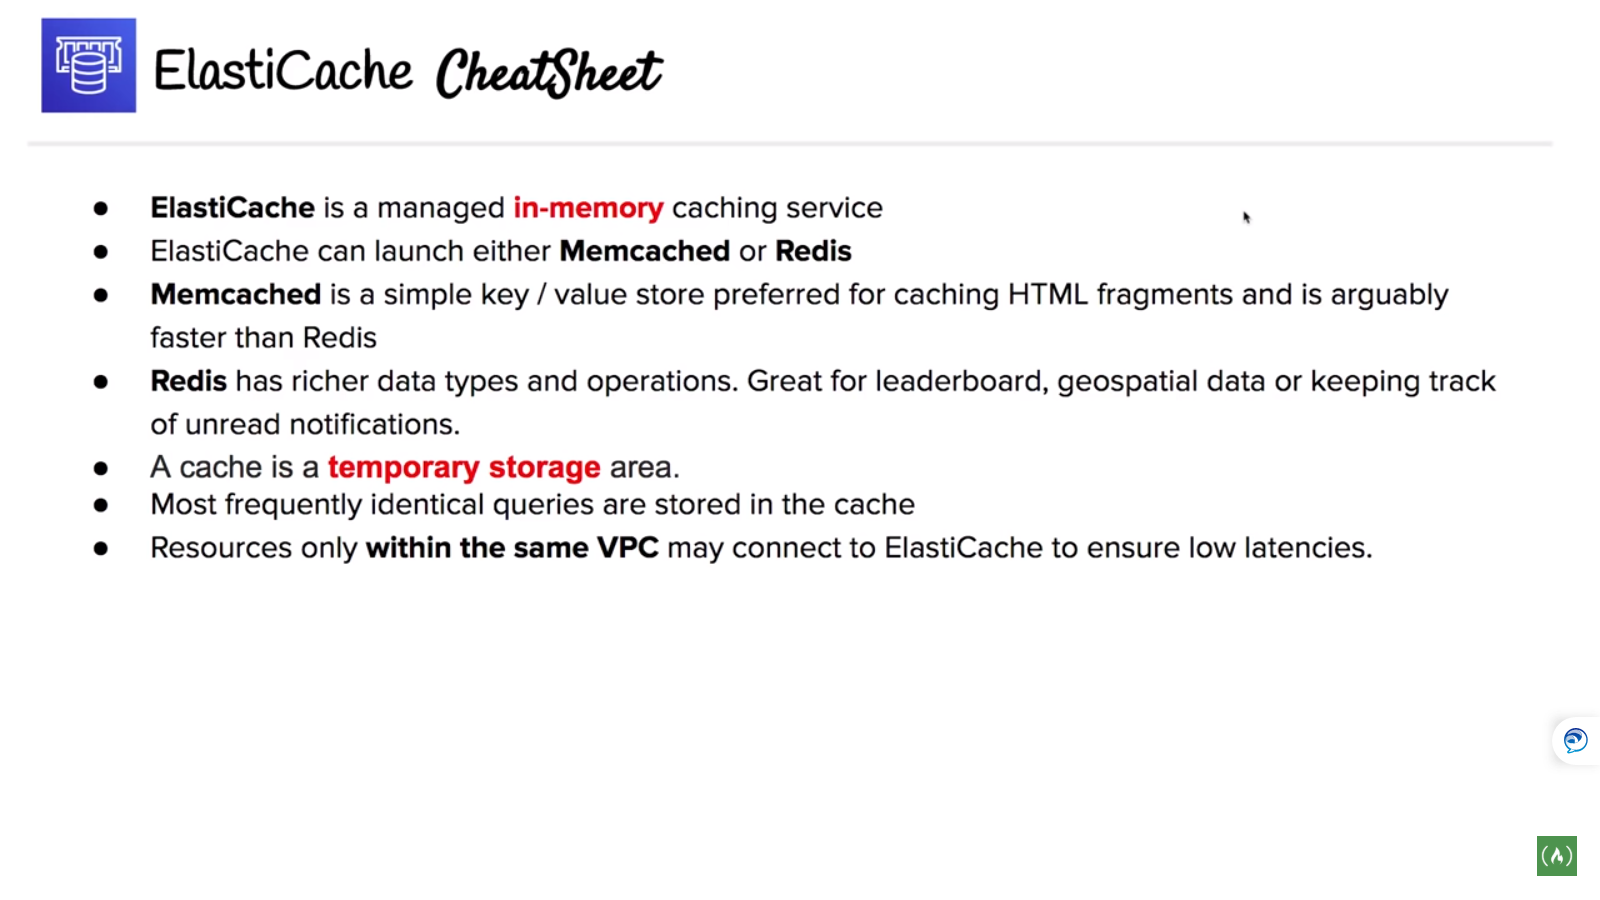 ElastiCache CheatSheet
● ElastiCache is a managed in-memory caching service
● ElastiCache can launch either Memcached or Redis
● Memcached is a simple key / value store preferred for caching HTML fragments and is arguably
faster than Redis
● Redis has richer data types and operations. Great for leaderboard, geospatial data or keeping track
of unread notifications.
● A cache is a temporary storage area.
● Most frequently identical queries are stored in the cache
● Resources only within the same VPC may connect to ElastiCache to ensure low latencies.